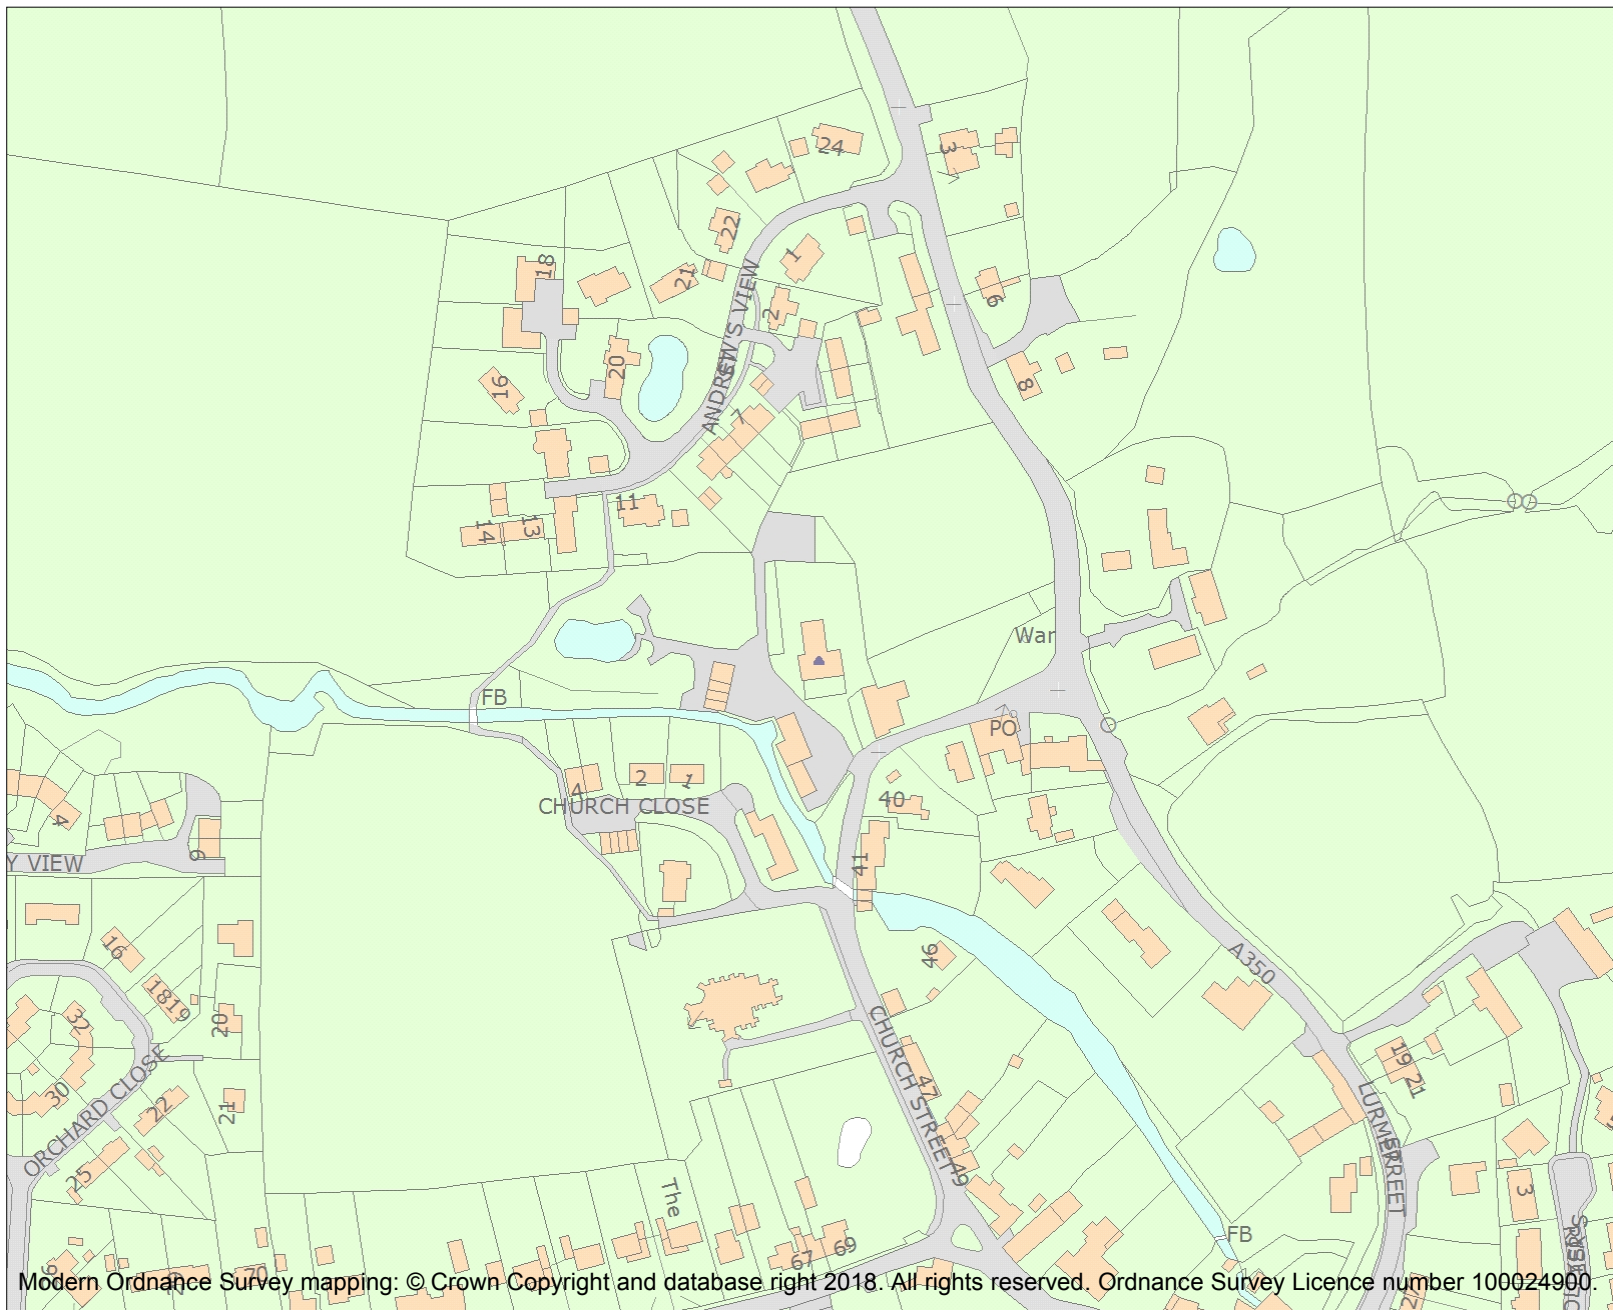 24
3
22
1
18
21
6
2
ANDREW'S VIEW
20
16
8
7
11
14
13
War
FB
PO
4
2
1
40
CHURCH CLOSE
4
9
41
Y VIEW
16
46
A350
1819
32
20
CHURCH STREET
47
19 21
ORCHARD CLOSE
30
22
21
LURMER STREET
25
49
The
3
FB
67
69
70
Modern Ordnance Survey mapping: © Crown Copyright and database right 2018. All rights reserved. Ordnance Survey Licence number 100024900.